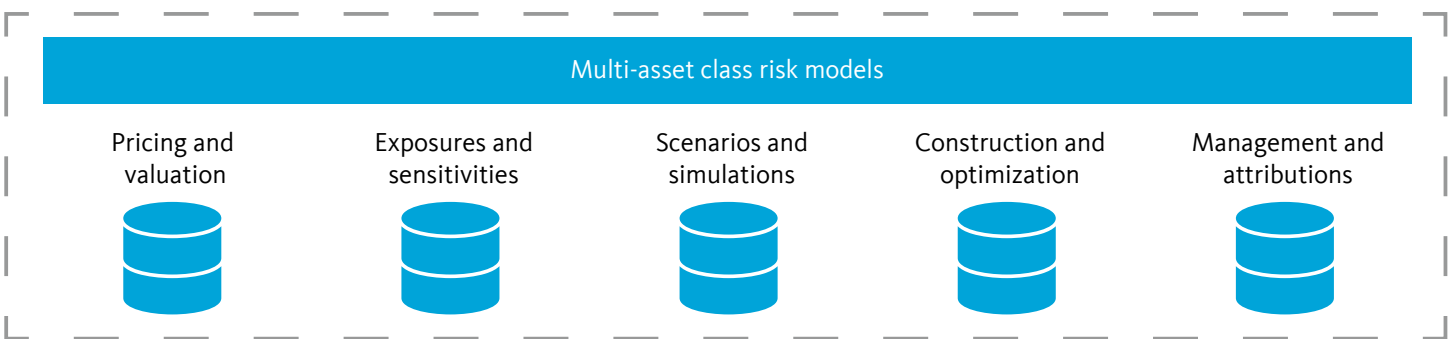 Multi-asset class risk models
Pricing and
valuation
Exposures and
sensitivities
Scenarios and
simulations
Construction and
optimization
Management and
attributions